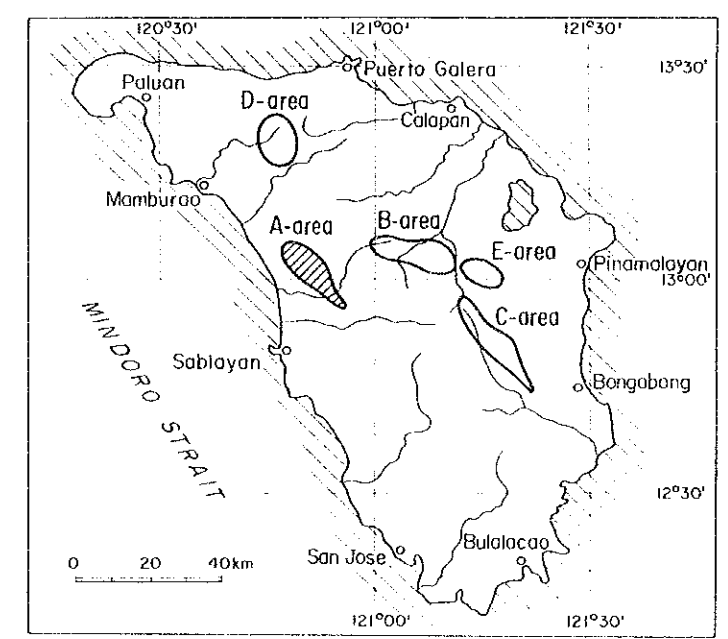 120°30' 121°00' 121°30'
13°30'
Puerto Galera
Paluan
D-area
Calapan
Mamburao
A-area
B-area
E-area
Pinamalayan
13°00'
C-area
MINDORO STRAIT
Sablayan
Bongabong
12°30'
San Jose
Bulalacao
0 20 40km
121°00' 121°30'